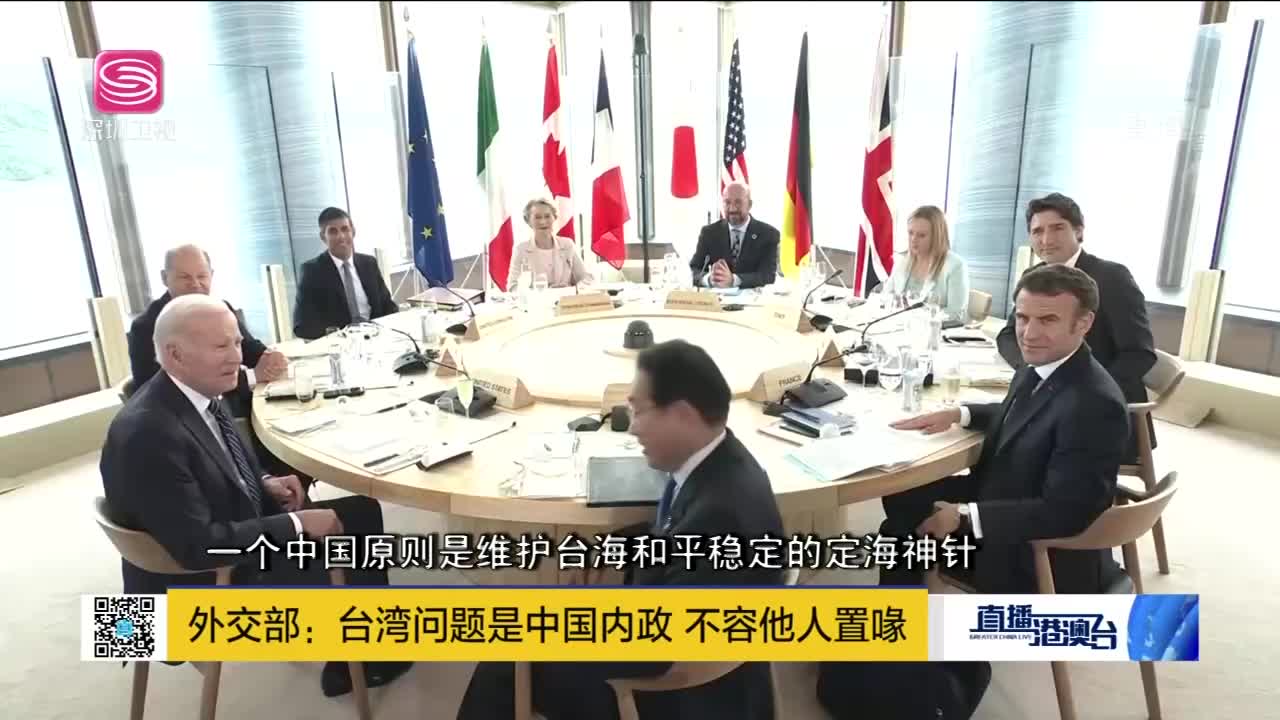 深圳卫视
UNITED STATES
FRANCE
一个中国原则是维护台海和平稳定的定海神针
外交部：台湾问题是中国内政 不容他人置喙
直播港澳台
GREATER CHINA LIVE